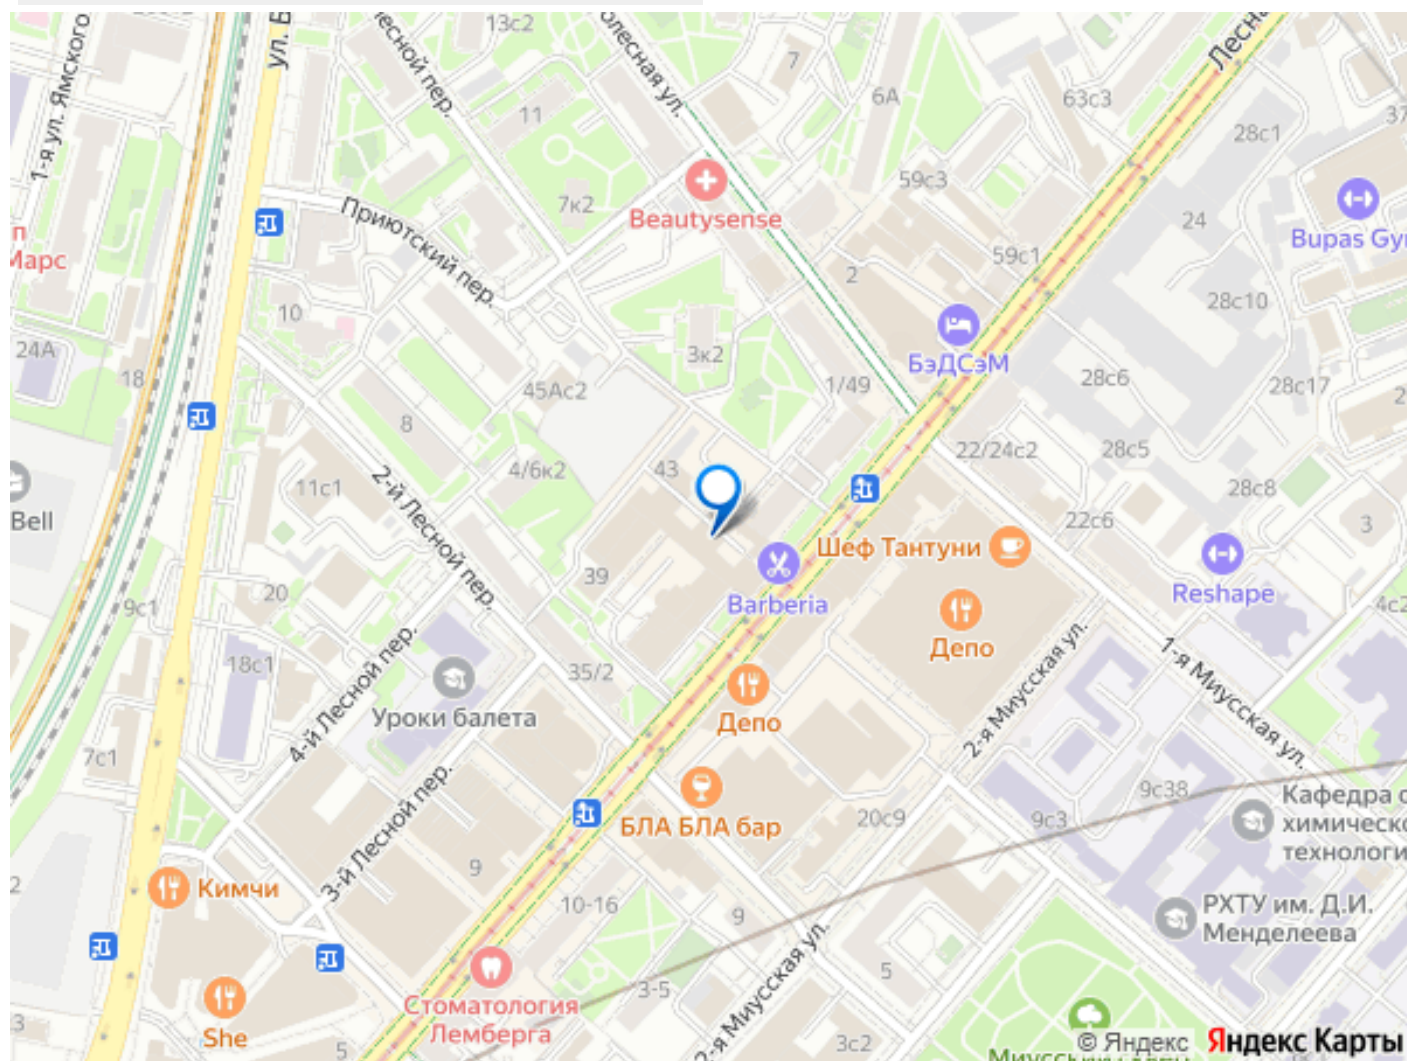 13с2
ул. Б
есной пер.
олесная ул.
Лесна
1-я ул. Ямского
7
6А
63с3
37
11
28с1
59с3
7к2
Beautysense
24
Bupas Gy
Приютский пер.
п
Марс
59с1
2
10
28с10
24А
3к2
БэДСэМ
18
45Ас2
1/49
28с6
28с17
2
8
22/24с2
28с5
4/6к2
43
11с1
2-й Лесной пер.
28с8
Bell
22с6
3
Шеф Тантуни
39
20
Barberia
Reshape
9с1
4с2
Депо
18с1
35/2
4-й Лесной пер.
Уроки балета
Депо
2-я Миусская ул.
1-я Миусская ул.
7с1
3-й Лесной пер.
БЛА БЛА бар
20с9
9с3
9с38
Кафедра о
химическо
технологи
Кимчи
9
10-16
9
РХТУ им. Д.И.
Менделеева
2
5
3-5
2-я Миусская ул.
Стоматология
Лемберга
3
She
5
3с2
© Яндекс Яндекс Карты